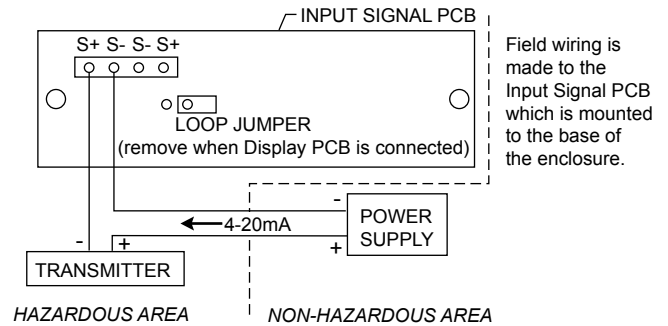 INPUT SIGNAL PCB
S+ S- S- S+
LOOP JUMPER
(remove when Display PCB is connected)
Field wiring is
made to the
Input Signal PCB
which is mounted
to the base of
the enclosure.
-
4-20mA
POWER
SUPPLY
+
- +
TRANSMITTER
HAZARDOUS AREA
NON-HAZARDOUS AREA